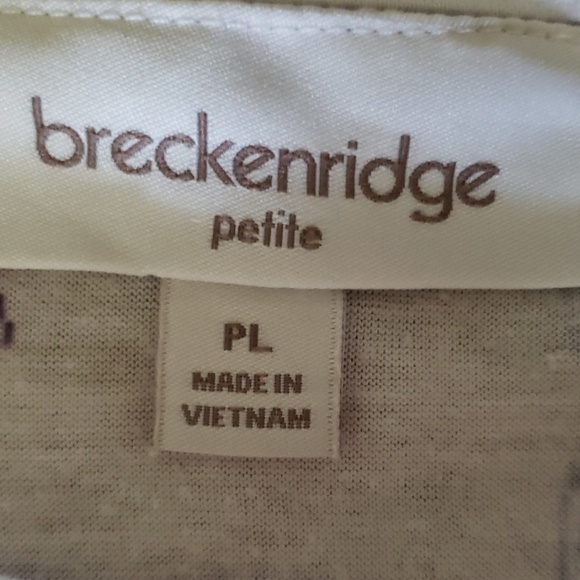 breckenridge
petite
PL
MADE IN
VIETNAM